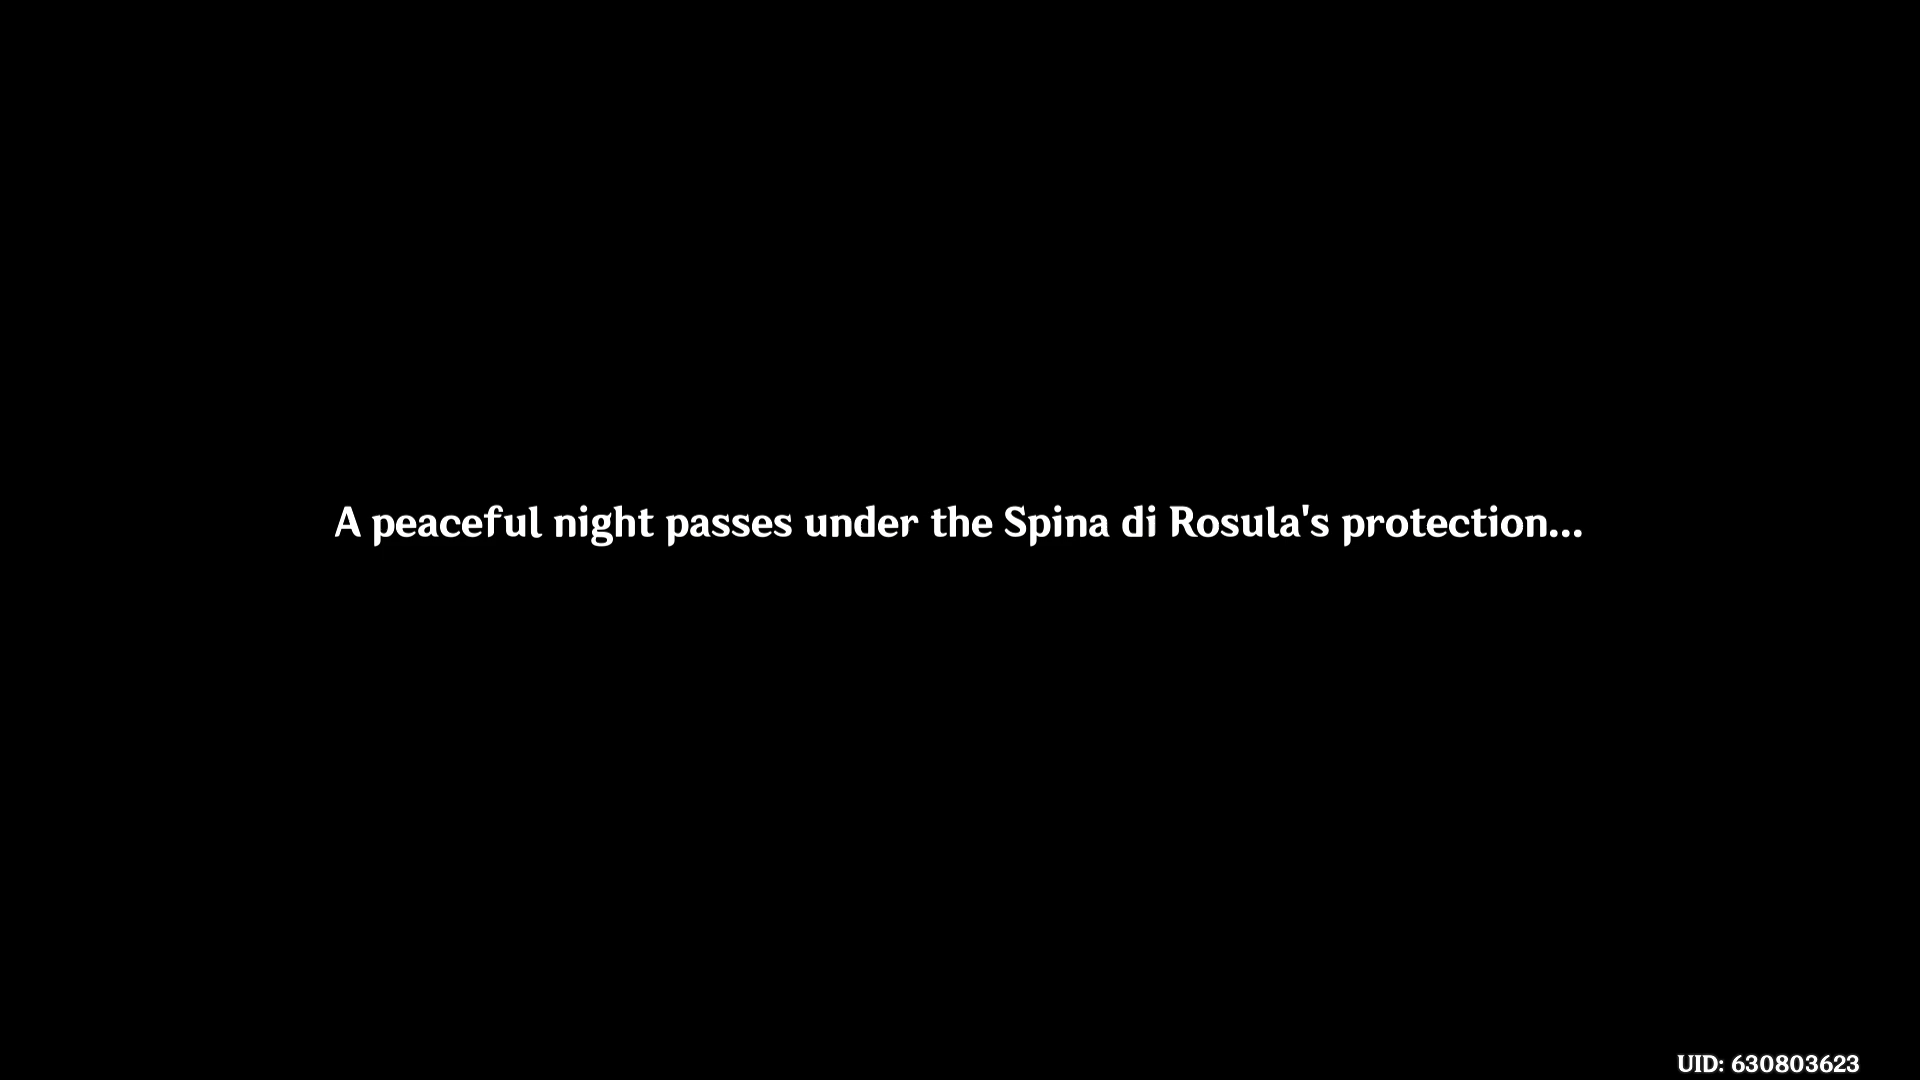 A peaceful night passes under the Spina di Rosula's protection...
UID: 630803623